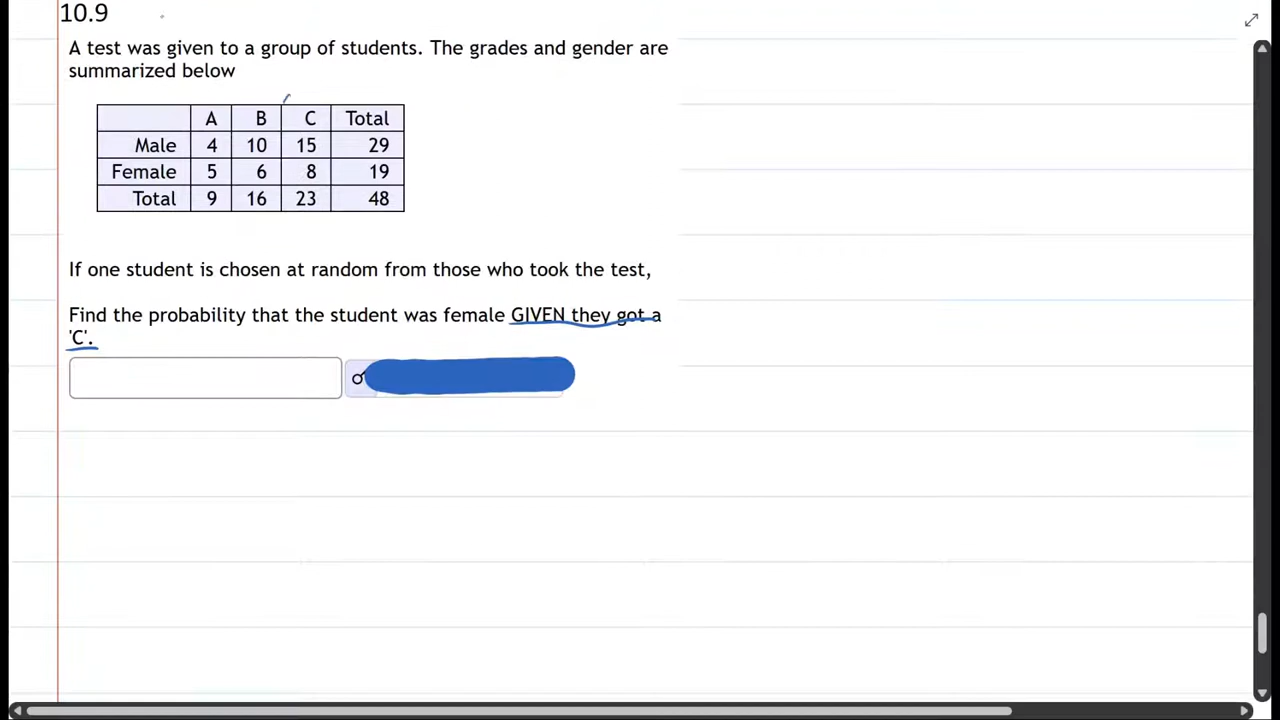 10.9
A test was given to a group of students. The grades and gender are
summarized below
A B C Total
Male 4 10 15 29
Female 5 6 8 19
Total 9 16 23 48
If one student is chosen at random from those who took the test,
Find the probability that the student was female GIVEN they got a
'C'.